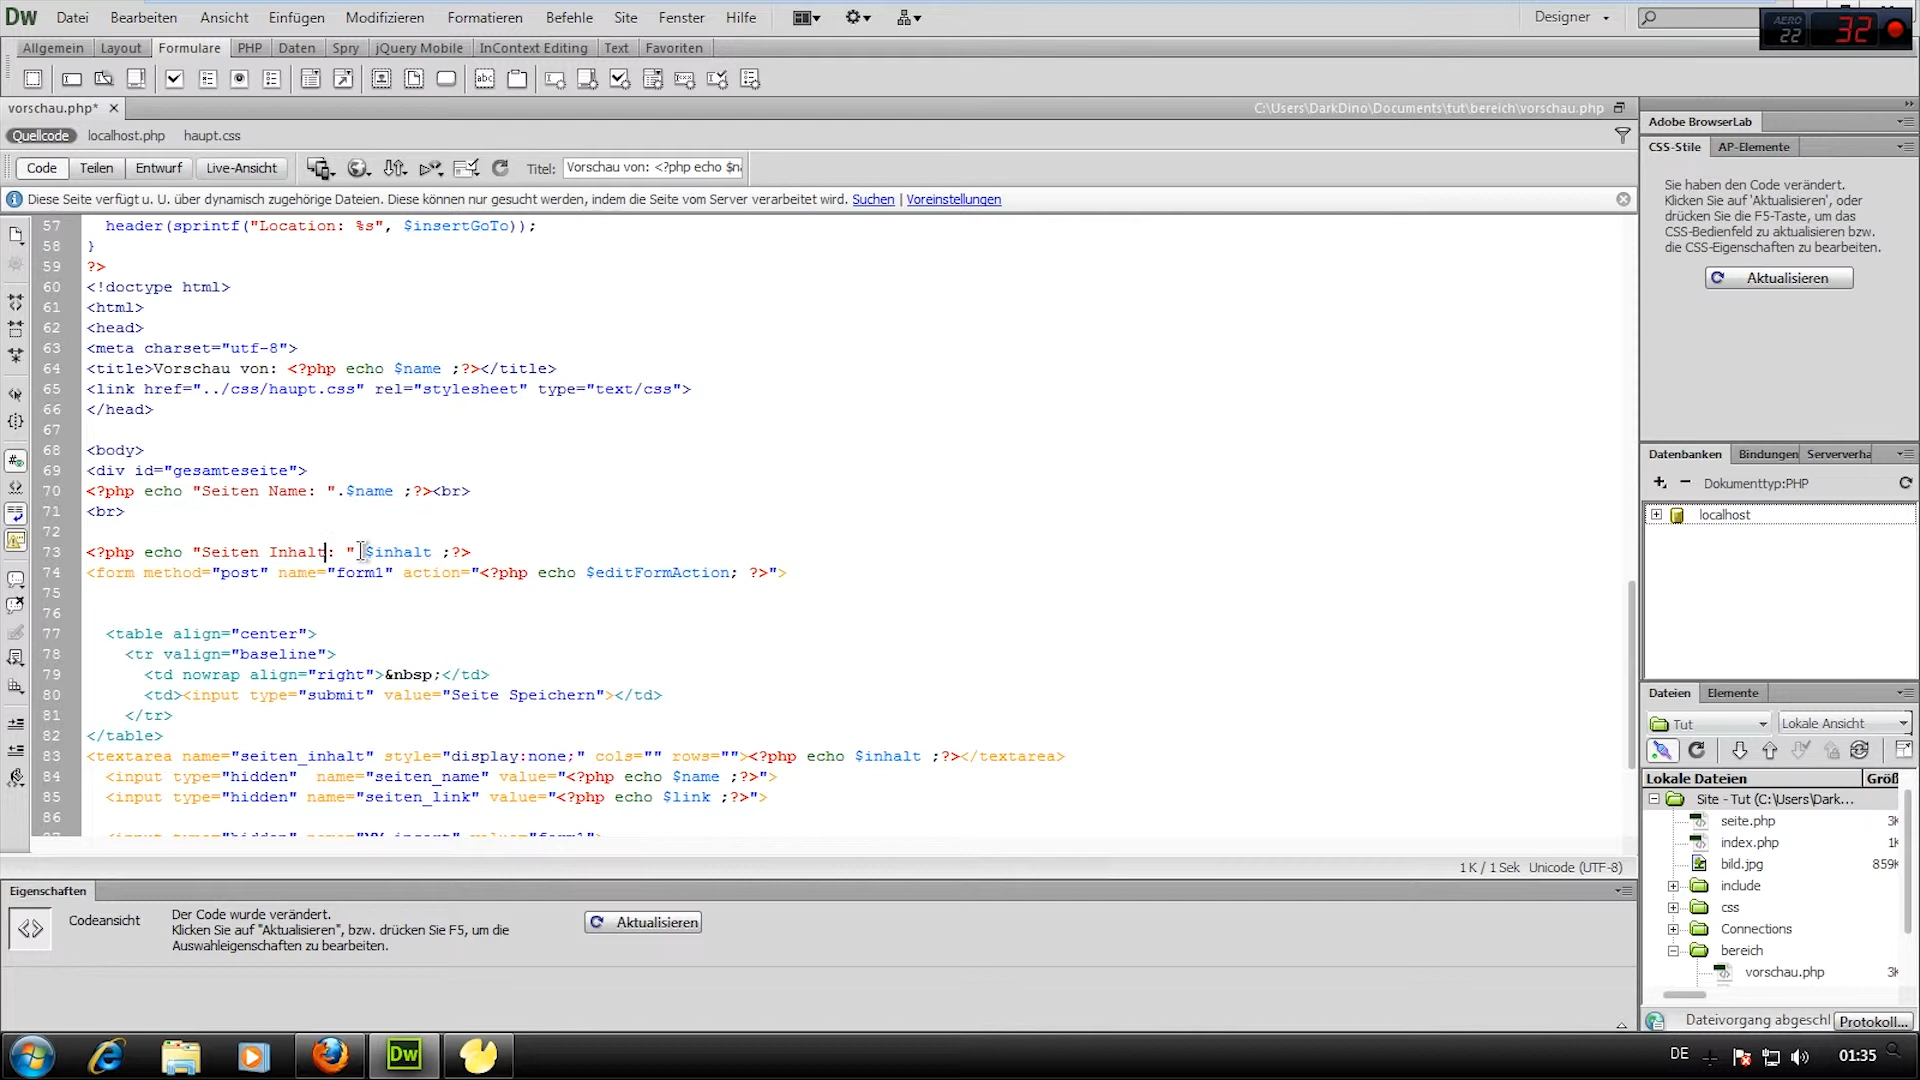 Dw Datei Bearbeiten Ansicht Einfügen Modifizieren Formatieren Befehle Site Fenster Hilfe Designer
AERO 22 32
Allgemein Layout Formulare PHP Daten Spry jQuery Mobile InContext Editing Text Favoriten
vorschau.php* C:\Users\DarkDino\Documents\tut\bereich\vorschau.php
Quellcode localhost.php haupt.css
Code Teilen Entwurf Live-Ansicht Titel: Vorschau von: <?php echo $n
Diese Seite verfügt u. U. über dynamisch zugehörige Dateien. Diese können nur gesucht werden, indem die Seite vom Server verarbeitet wird. Suchen | Voreinstellungen
57 header(sprintf("Location: %s", $insertGoTo));
58 }
59 ?>
60 <!doctype html>
61 <html>
62 <head>
63 <meta charset="utf-8">
64 <title>Vorschau von: <?php echo $name ;?></title>
65 <link href="../css/haupt.css" rel="stylesheet" type="text/css">
66 </head>
67
68 <body>
69 <div id="gesamteseite">
70 <?php echo "Seiten Name: ".$name ;?><br>
71 <br>
72
73 <?php echo "Seiten Inhalt: " $inhalt ;?>
74 <form method="post" name="form1" action="<?php echo $editFormAction; ?>">
75
76
77 <table align="center">
78 <tr valign="baseline">
79 <td nowrap align="right">&nbsp;</td>
80 <td><input type="submit" value="Seite Speichern"></td>
81 </tr>
82 </table>
83 <textarea name="seiten_inhalt" style="display:none;" cols="" rows=""><?php echo $inhalt ;?></textarea>
84 <input type="hidden"  name="seiten_name" value="<?php echo $name ;?>">
85 <input type="hidden" name="seiten_link" value="<?php echo $link ;?>">
86
1 K / 1 Sek Unicode (UTF-8)
Eigenschaften
Codeansicht
Der Code wurde verändert.
Klicken Sie auf "Aktualisieren", bzw. drücken Sie F5, um die
Auswahleigenschaften zu bearbeiten.
Aktualisieren
Adobe BrowserLab
CSS-Stile AP-Elemente
Sie haben den Code verändert.
Klicken Sie auf 'Aktualisieren', oder
drücken Sie die F5-Taste, um das
CSS-Bedienfeld zu aktualisieren bzw.
die CSS-Eigenschaften zu bearbeiten.
Aktualisieren
Datenbanken Bindungen Serververha
Dokumenttyp:PHP
localhost
Dateien Elemente
Tut Lokale Ansicht
Lokale Dateien Größ
Site - Tut (C:\Users\Dark...
seite.php 3K
index.php 1K
bild.jpg 859K
include
css
Connections
bereich
vorschau.php 3K
Dateivorgang abgeschl Protokoll...
Dw DE 01:35